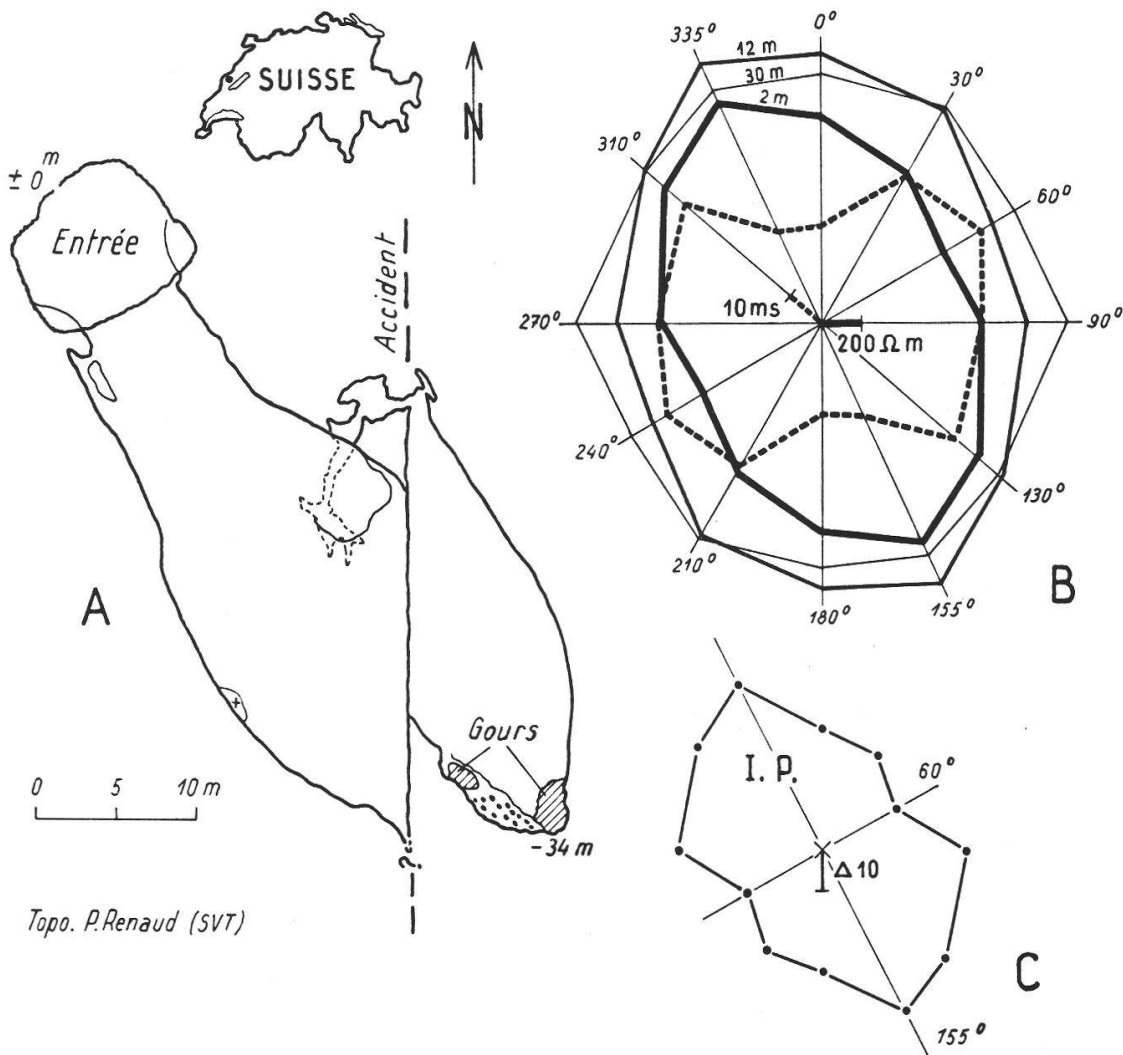 SUISSE
N
± 0 m
Entrée
Accident
A
Gours
0 5 10 m
- 34 m
?
Topo. P. Renaud (SVT)
0°
335°
12 m
30 m
2 m
30°
310°
60°
10 ms
270°
90°
200 Ω m
240°
130°
210°
155°
180°
B
I. P.
60°
Δ 10
C
155°